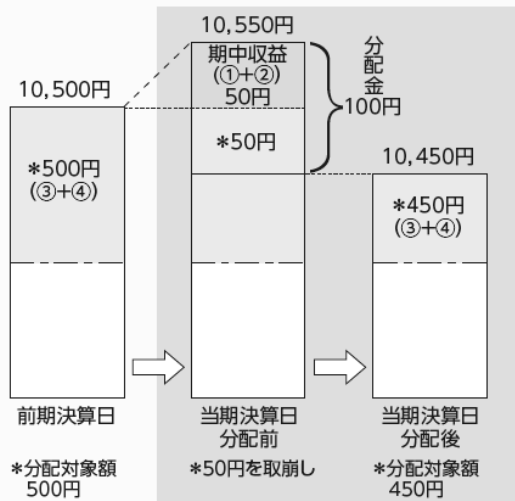 10,500円
*500円
(③+④)
前期決算日
*分配対象額
500円
10,550円
期中収益
(①+②)
50円
*50円
分配金
100円
当期決算日
分配前
*50円を取崩し
10,450円
*450円
(③+④)
当期決算日
分配後
*分配対象額
450円